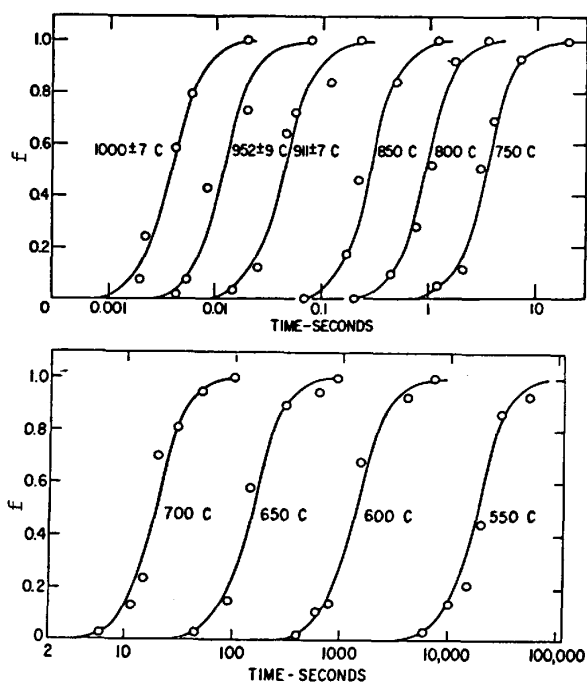 1.0
0.8
0.6
0.4
0.2
0
f
1000±7 C
952±9 C
911±7 C
850 C
800 C
750 C
0.001
0.01
0.1
1
10
TIME-SECONDS
1.0
0.8
0.6
0.4
0.2
0
f
700 C
650 C
600 C
550 C
2
10
100
1000
10,000
100,000
TIME-SECONDS